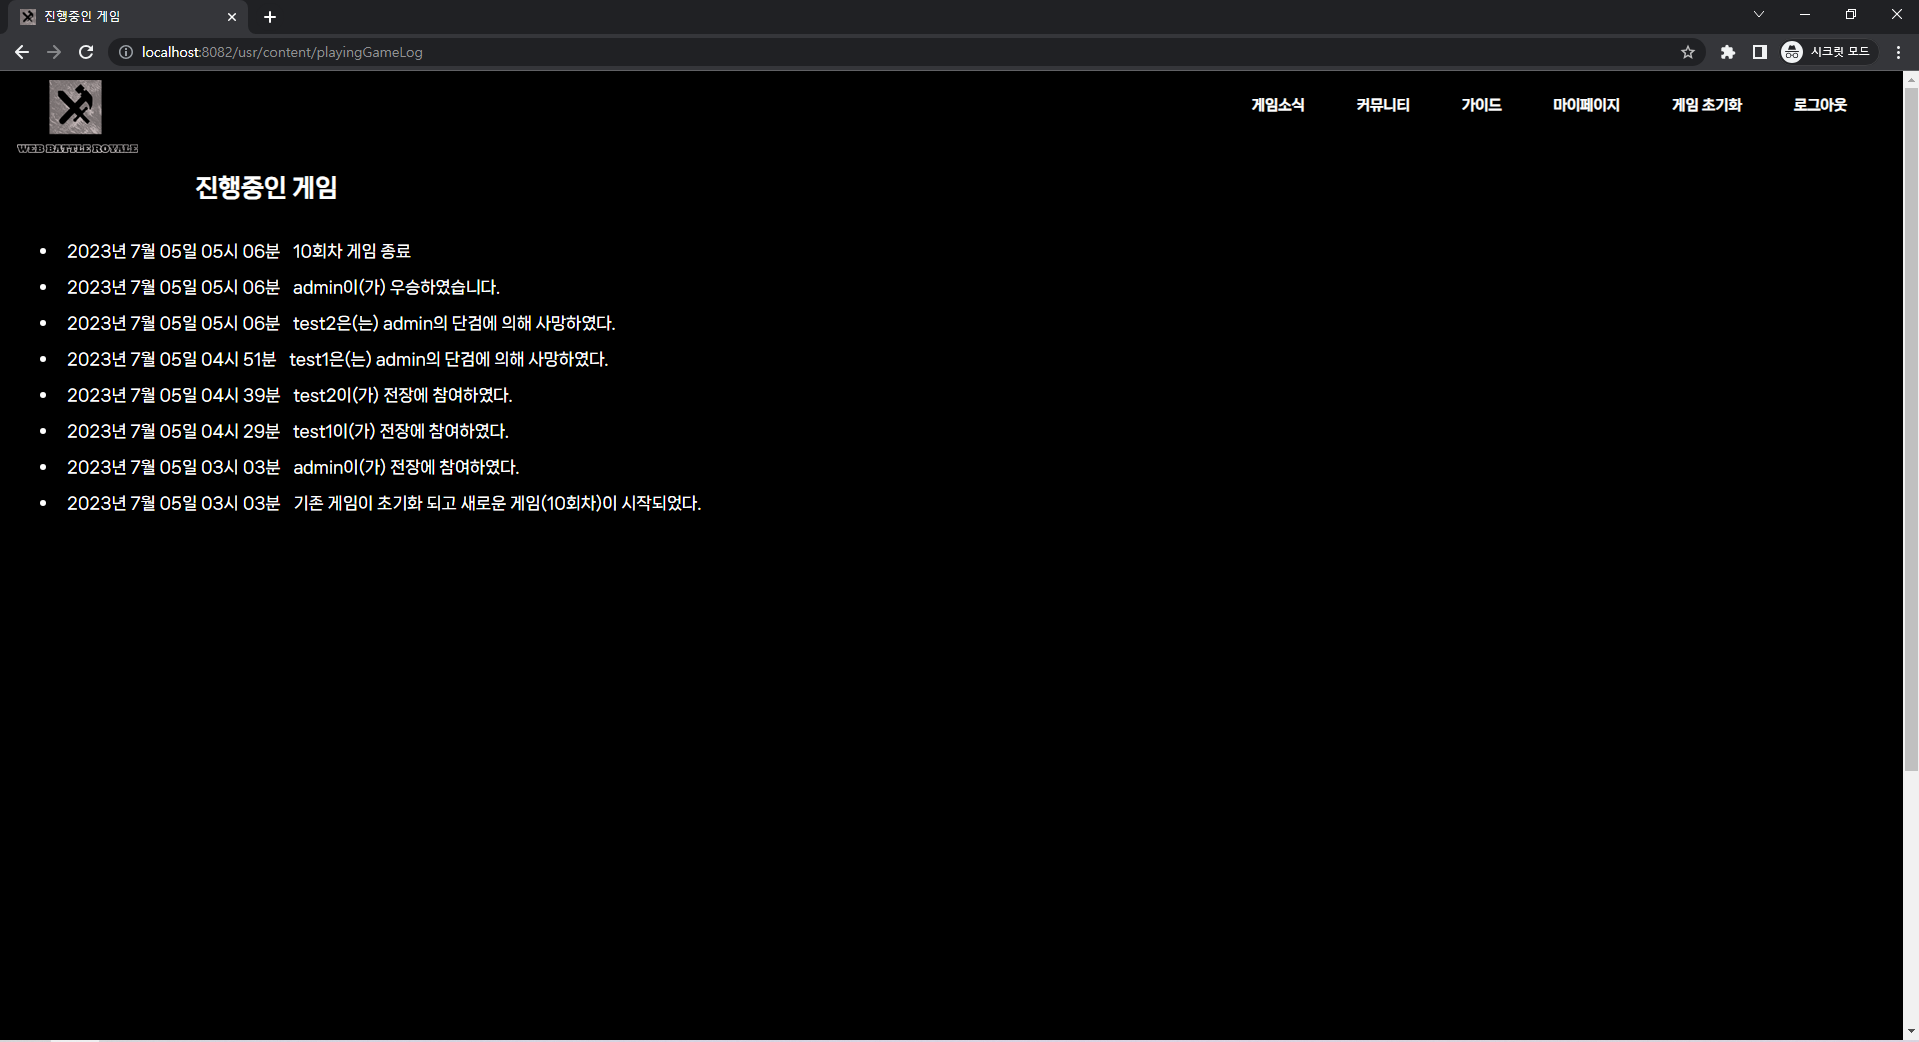 진행중인 게임
localhost:8082/usr/content/playingGameLog
시크릿 모드
WEB BATTLE ROYALE
게임소식 커뮤니티 가이드 마이페이지 게임 초기화 로그아웃
진행중인 게임
2023년 7월 05일 05시 06분 10회차 게임 종료
2023년 7월 05일 05시 06분 admin이(가) 우승하였습니다.
2023년 7월 05일 05시 06분 test2은(는) admin의 단검에 의해 사망하였다.
2023년 7월 05일 04시 51분 test1은(는) admin의 단검에 의해 사망하였다.
2023년 7월 05일 04시 39분 test2이(가) 전장에 참여하였다.
2023년 7월 05일 04시 29분 test1이(가) 전장에 참여하였다.
2023년 7월 05일 03시 03분 admin이(가) 전장에 참여하였다.
2023년 7월 05일 03시 03분 기존 게임이 초기화 되고 새로운 게임(10회차)이 시작되었다.